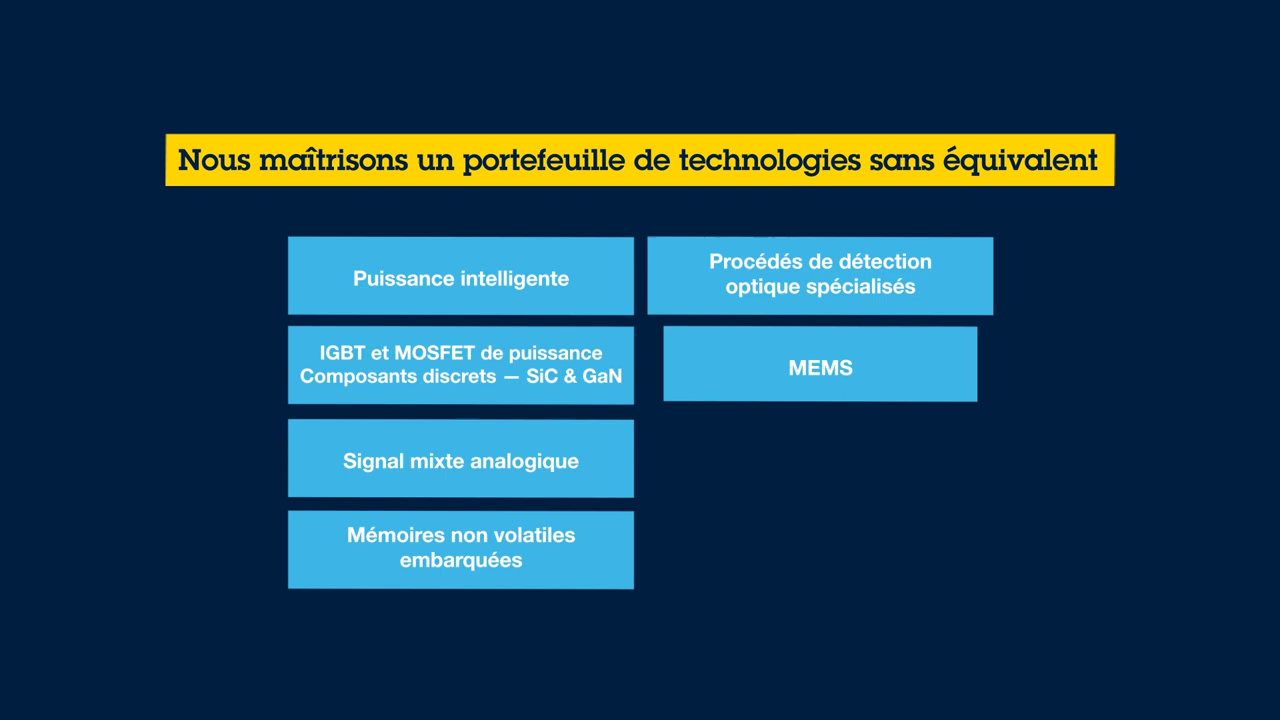 Nous maîtrisons un portefeuille de technologies sans équivalent
Puissance intelligente
IGBT et MOSFET de puissance
Composants discrets — SiC & GaN
Signal mixte analogique
Mémoires non volatiles
embarquées
Procédés de détection
optique spécialisés
MEMS